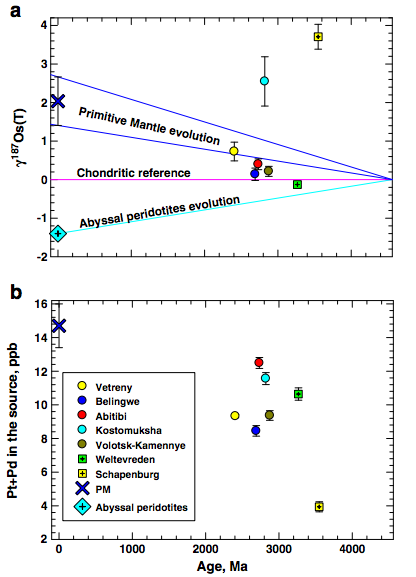 a
4
3
2
1
0
-1
-2
γ¹⁸⁷Os(T)
Primitive Mantle evolution
Chondritic reference
Abyssal peridotites evolution
b
16
14
12
10
8
6
4
2
Pt+Pd in the source, ppb
Vetreny
Belingwe
Abitibi
Kostomuksha
Volotsk-Kamennye
Weltevreden
Schapenburg
PM
Abyssal peridotites
0
2000
3000
4000
Age, Ma